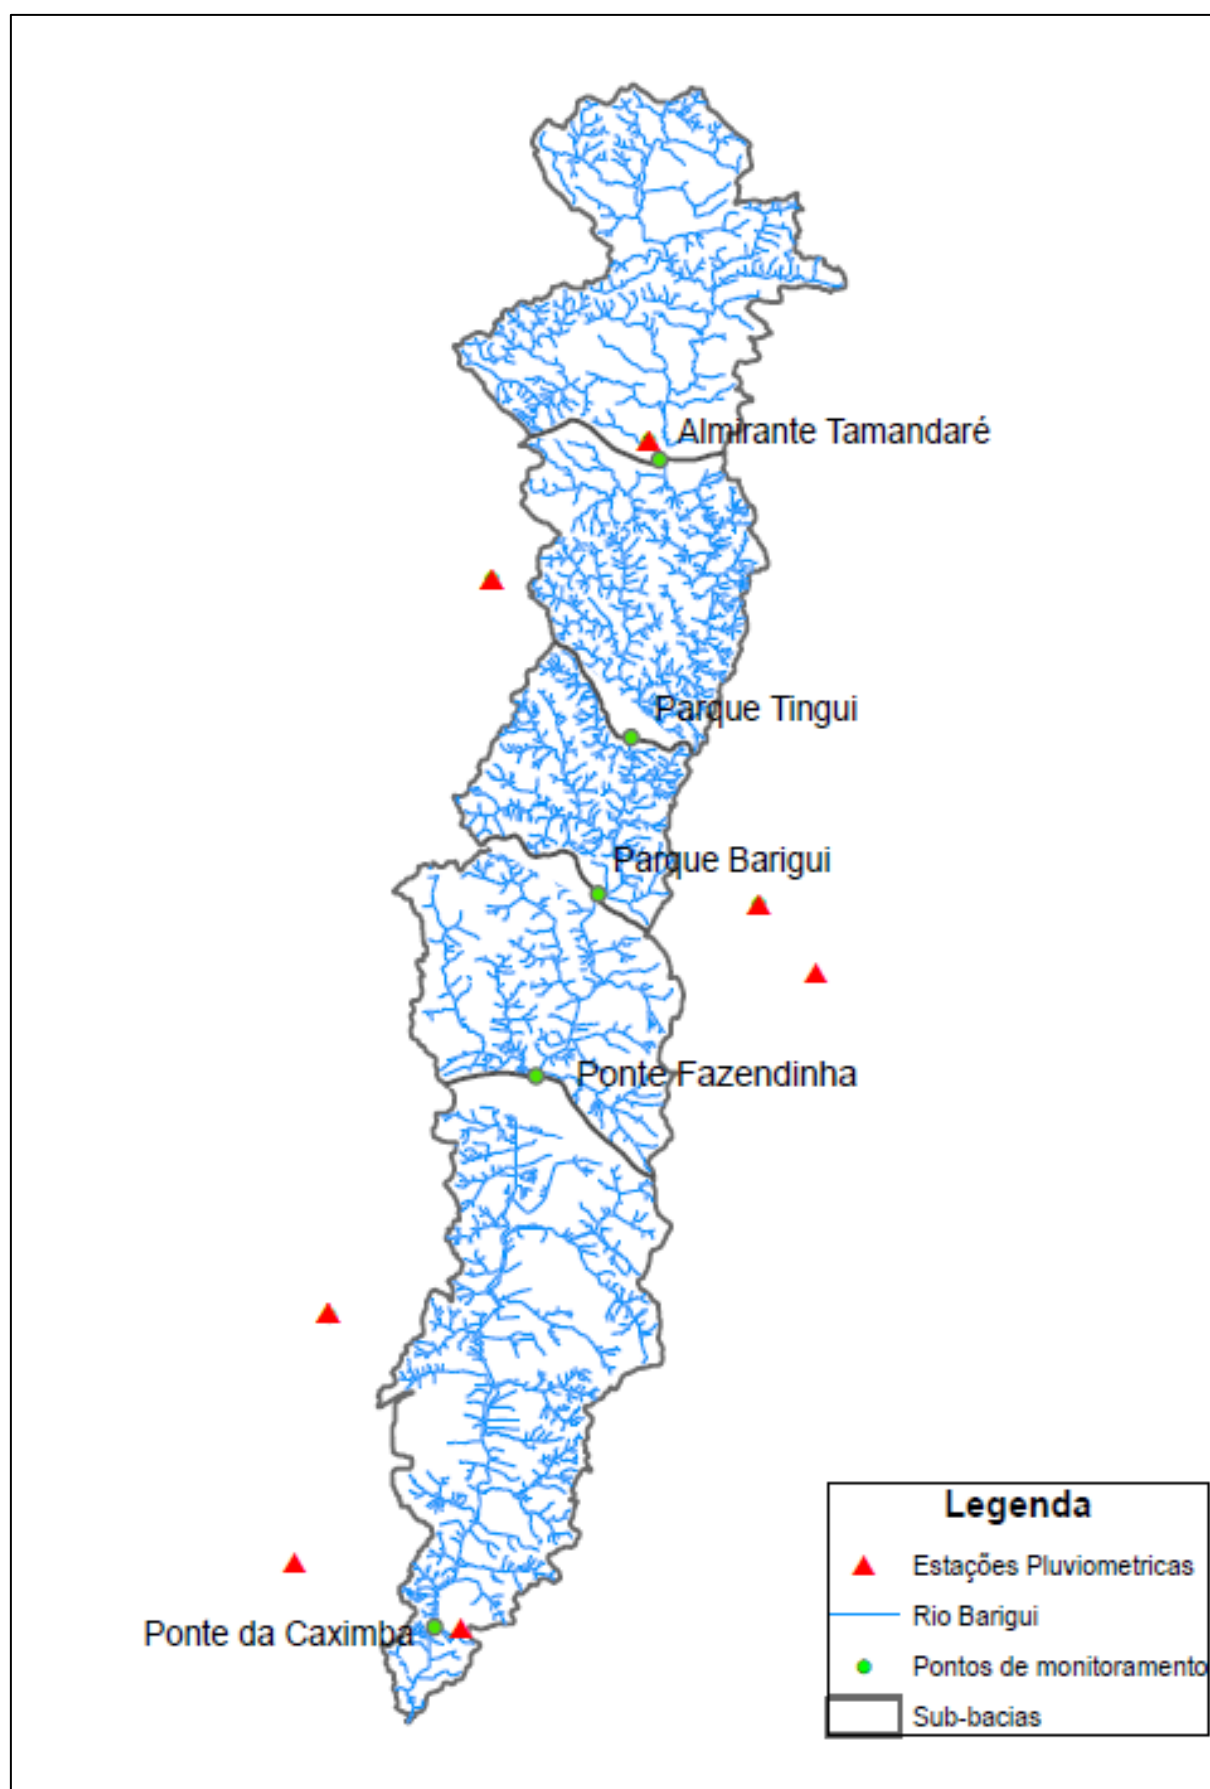 Almirante Tamandaré
Parque Tingui
Parque Barigui
Ponte Fazendinha
Ponte da Caximba
Legenda
Estações Pluviometricas
Rio Barigui
Pontos de monitoramento
Sub-bacias